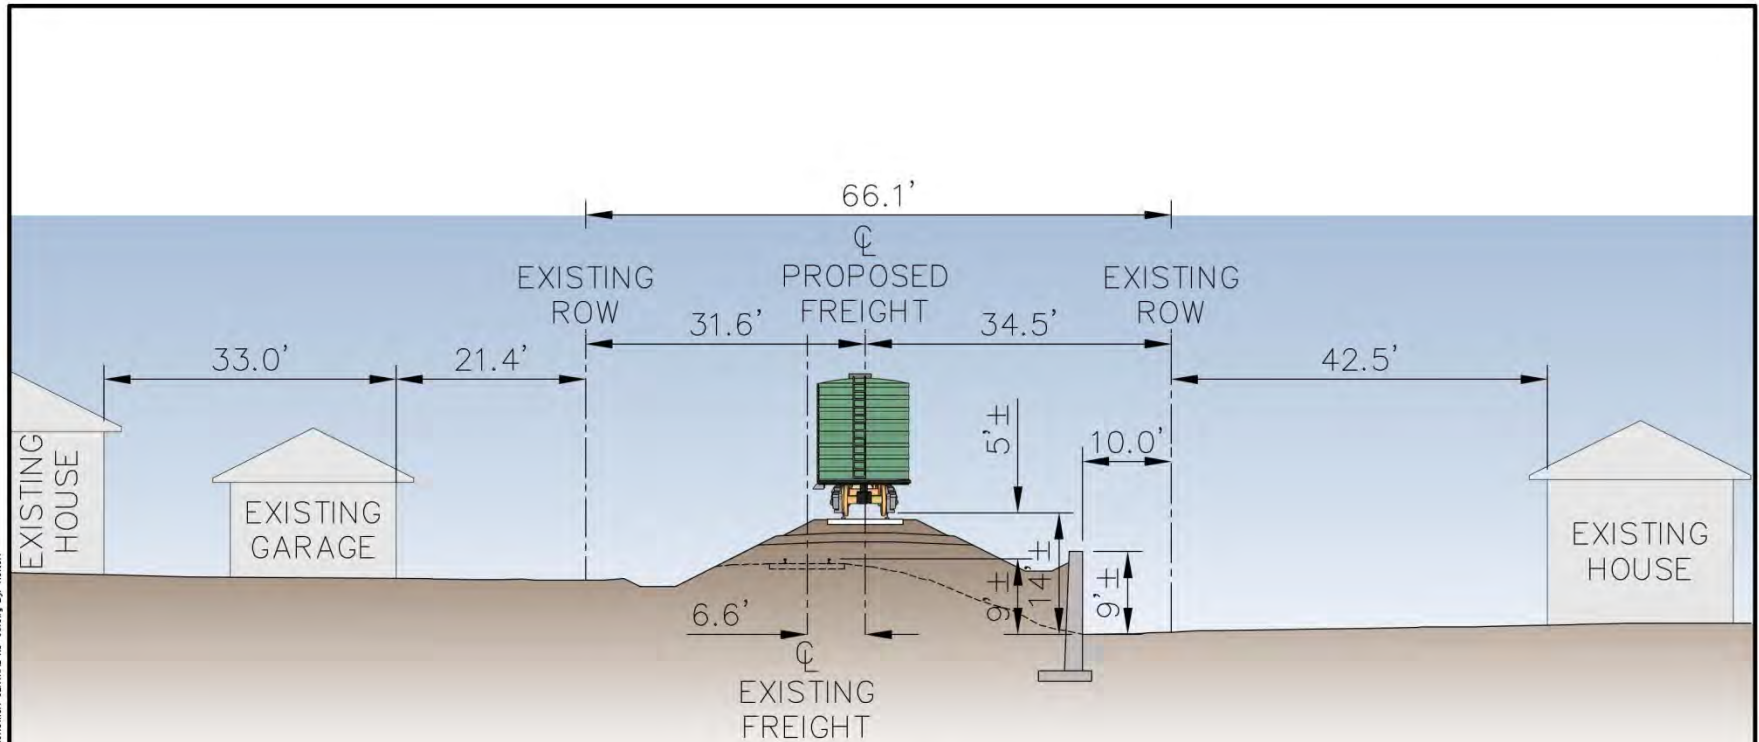 66.1'
℄
PROPOSED
FREIGHT
EXISTING
ROW
EXISTING
ROW
31.6'
34.5'
33.0'
21.4'
42.5'
5'±
10.0'
EXISTING
HOUSE
EXISTING
GARAGE
EXISTING
HOUSE
9'±
14'±
9'±
6.6'
℄
EXISTING
FREIGHT